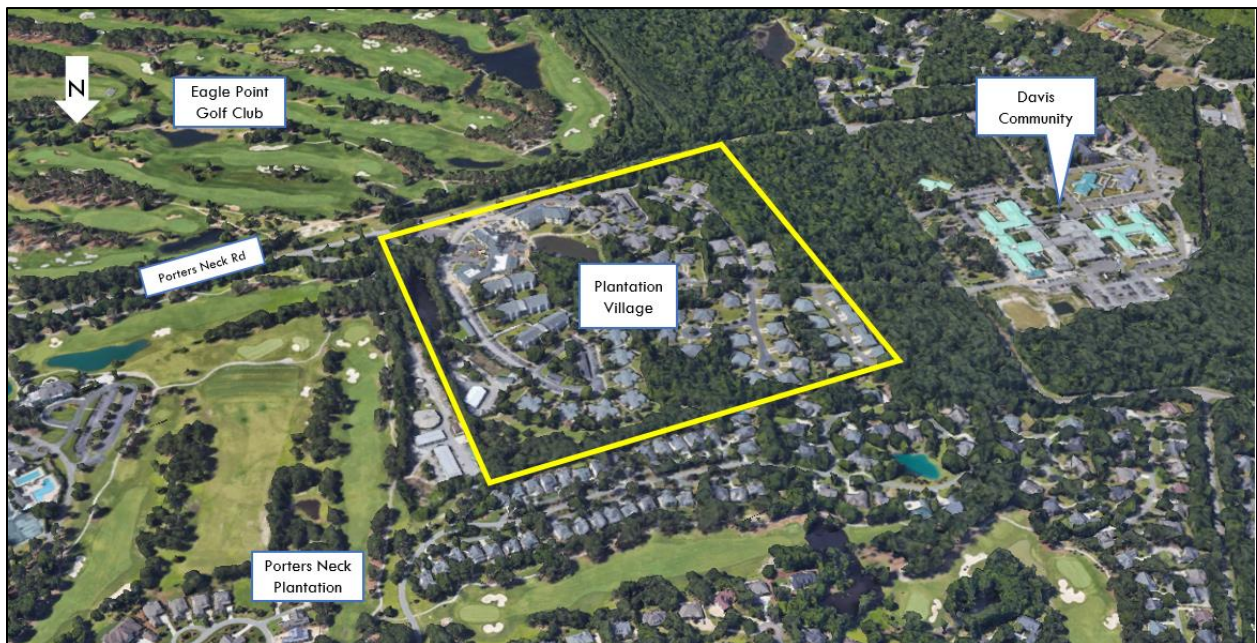 N
Eagle Point
Golf Club
Davis
Community
Porters Neck Rd
Plantation
Village
Porters Neck
Plantation